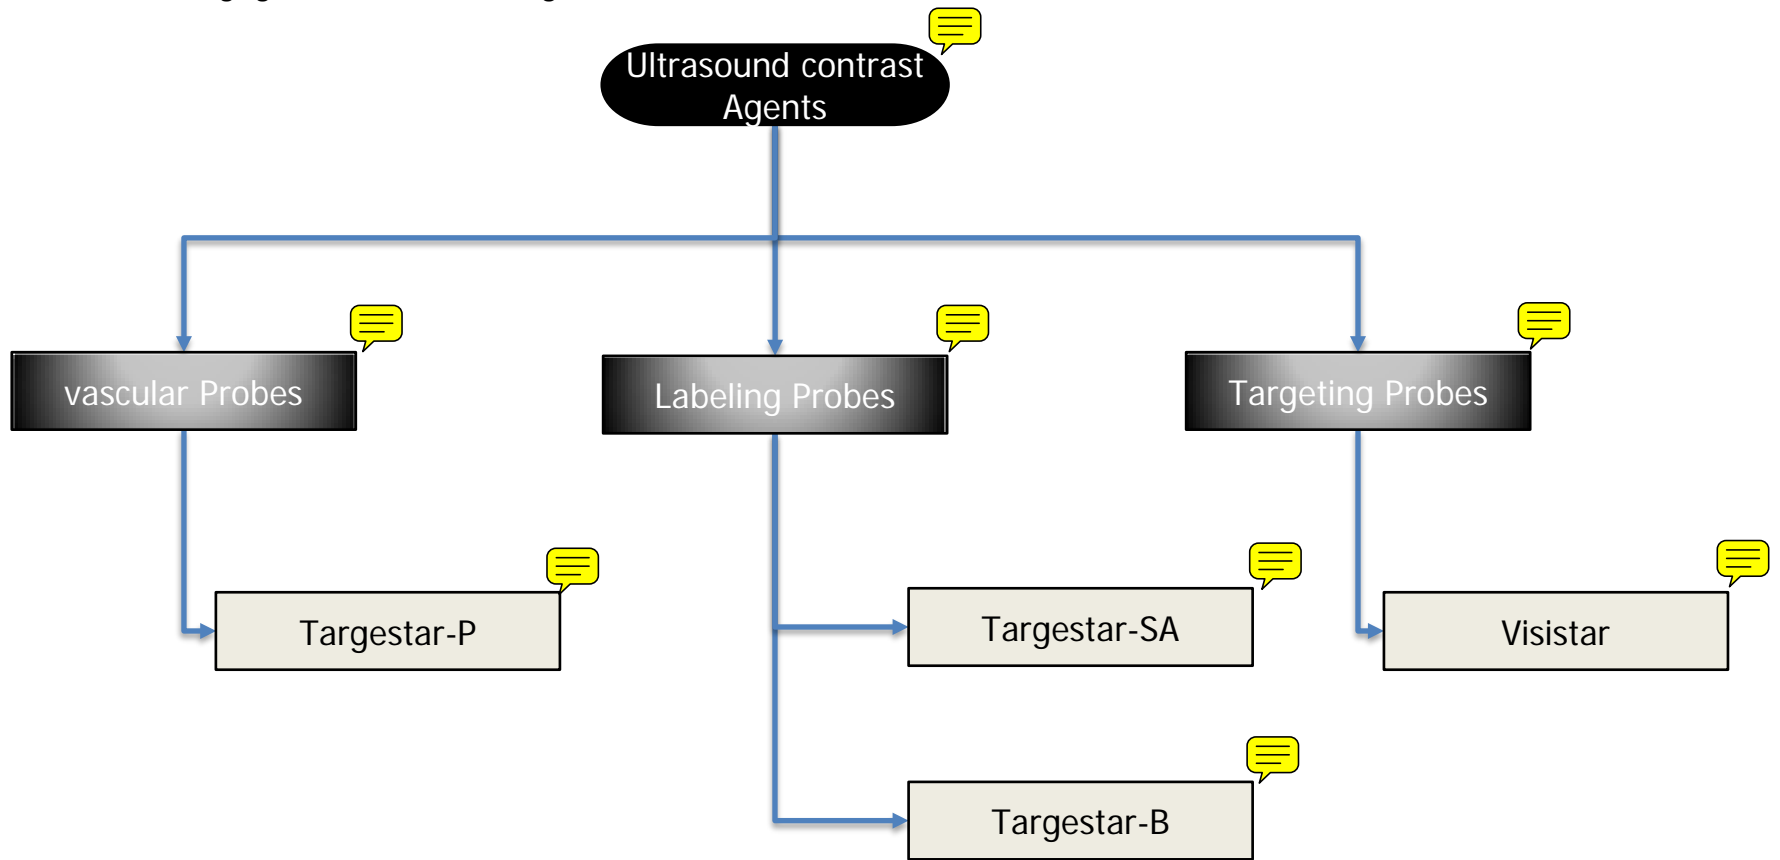 Ultrasound contrast
Agents
vascular Probes
Labeling Probes
Targeting Probes
Targestar-P
Targestar-SA
Visistar
Targestar-B